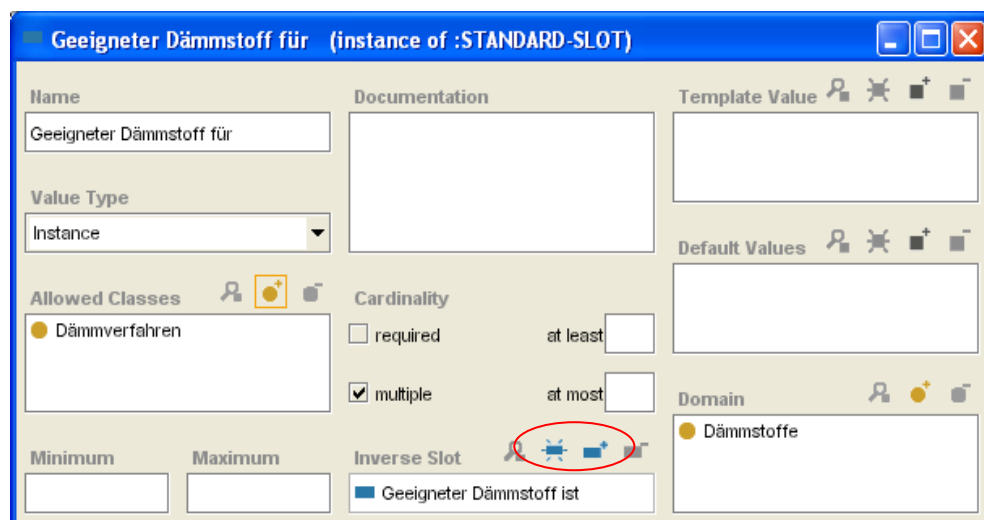 Geeigneter Dämmstoff für (instance of :STANDARD-SLOT)
Name
Geeigneter Dämmstoff für
Value Type
Instance
Allowed Classes
Dämmverfahren
Minimum
Maximum
Documentation
Cardinality
required
at least
multiple
at most
Inverse Slot
Geeigneter Dämmstoff ist
Template Value
Default Values
Domain
Dämmstoffe